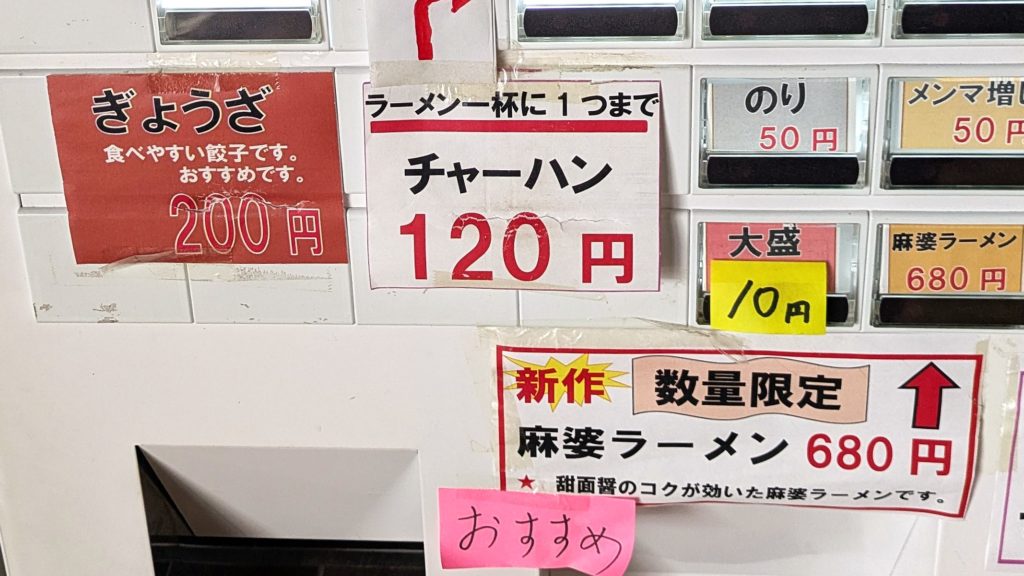 ぎょうざ
食べやすい餃子です。
おすすめです。
200円
ラーメン一杯に1つまで
チャーハン
120円
のり
50円
メンマ増し
50円
大盛
10円
麻婆ラーメン
680円
新作
数量限定
麻婆ラーメン 680円
★ 甜面醤のコクが効いた麻婆ラーメンです。
おすすめ